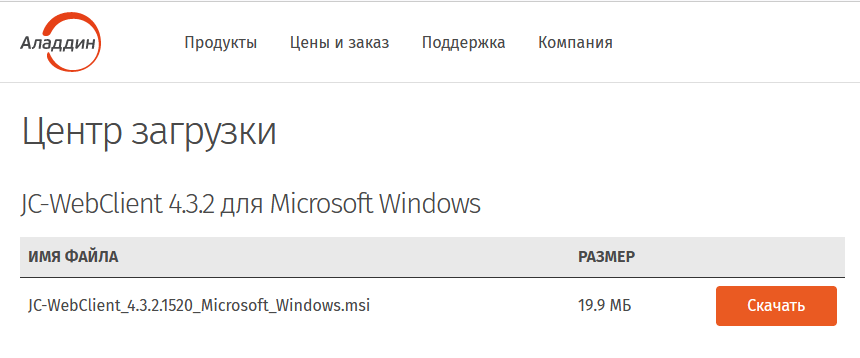 Аладдин
Продукты Цены и заказ Поддержка Компания
Центр загрузки
JC-WebClient 4.3.2 для Microsoft Windows
ИМЯ ФАЙЛА РАЗМЕР
JC-WebClient_4.3.2.1520_Microsoft_Windows.msi 19.9 МБ Скачать